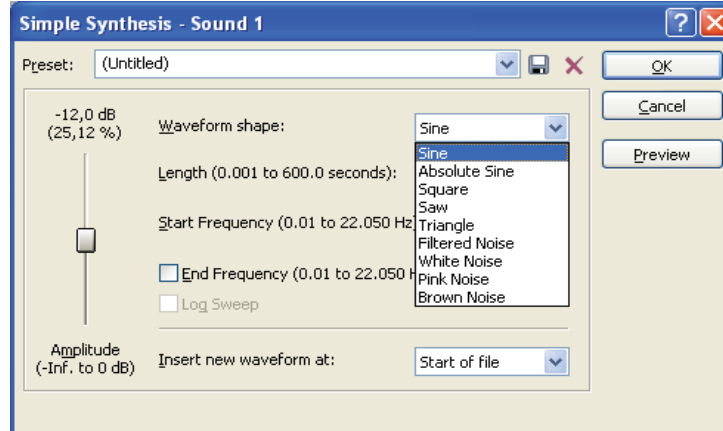 Simple Synthesis - Sound 1
Preset: (Untitled)
OK
Cancel
Preview
-12,0 dB
(25,12 %)
Waveform shape: Sine
Sine
Absolute Sine
Square
Saw
Triangle
Filtered Noise
White Noise
Pink Noise
Brown Noise
Length (0.001 to 600.0 seconds):
Start Frequency (0.01 to 22.050 Hz)
End Frequency (0.01 to 22.050
Log Sweep
Amplitude
(-Inf. to 0 dB)
Insert new waveform at: Start of file